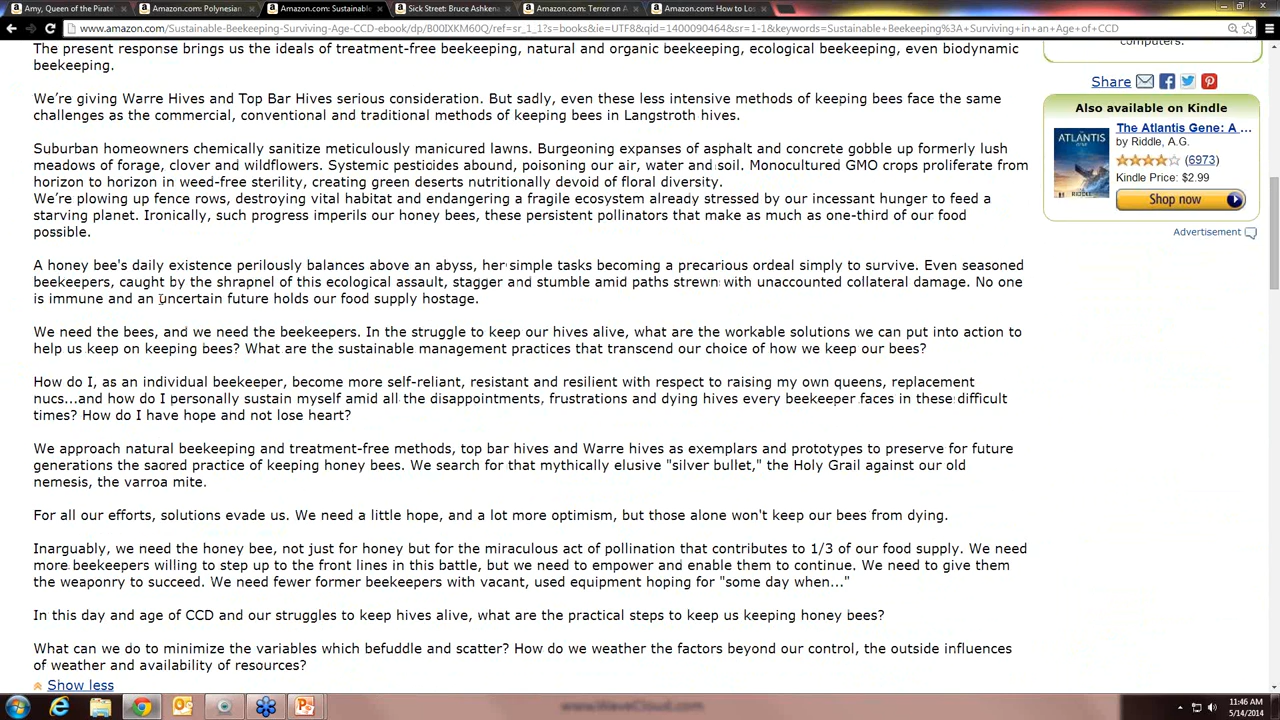 Amy, Queen of the Pirate
Amazon.com: Polynesian
Amazon.com: Sustainable
Sick Street: Bruce Ashkena
Amazon.com: Terror on A
Amazon.com: How to Los
www.amazon.com/Sustainable-Beekeeping-Surviving-Age-CCD-ebook/dp/B00IXKM60Q/ref=sr_1_1?s=books&ie=UTF8&qid=1400090464&sr=1-1&keywords=Sustainable+Beekeeping%3A+Surviving+in+an+Age+of+CCD
The present response brings us the ideals of treatment-free beekeeping, natural and organic beekeeping, ecological beekeeping, even biodynamic
beekeeping.
We're giving Warre Hives and Top Bar Hives serious consideration. But sadly, even these less intensive methods of keeping bees face the same
challenges as the commercial, conventional and traditional methods of keeping bees in Langstroth hives.
Suburban homeowners chemically sanitize meticulously manicured lawns. Burgeoning expanses of asphalt and concrete gobble up formerly lush
meadows of forage, clover and wildflowers. Systemic pesticides abound, poisoning our air, water and soil. Monocultured GMO crops proliferate from
horizon to horizon in weed-free sterility, creating green deserts nutritionally devoid of floral diversity.
We're plowing up fence rows, destroying vital habitat and endangering a fragile ecosystem already stressed by our incessant hunger to feed a
starving planet. Ironically, such progress imperils our honey bees, these persistent pollinators that make as much as one-third of our food
possible.
A honey bee's daily existence perilously balances above an abyss, her simple tasks becoming a precarious ordeal simply to survive. Even seasoned
beekeepers, caught by the shrapnel of this ecological assault, stagger and stumble amid paths strewn with unaccounted collateral damage. No one
is immune and an uncertain future holds our food supply hostage.
We need the bees, and we need the beekeepers. In the struggle to keep our hives alive, what are the workable solutions we can put into action to
help us keep on keeping bees? What are the sustainable management practices that transcend our choice of how we keep our bees?
How do I, as an individual beekeeper, become more self-reliant, resistant and resilient with respect to raising my own queens, replacement
nucs...and how do I personally sustain myself amid all the disappointments, frustrations and dying hives every beekeeper faces in these difficult
times? How do I have hope and not lose heart?
We approach natural beekeeping and treatment-free methods, top bar hives and Warre hives as exemplars and prototypes to preserve for future
generations the sacred practice of keeping honey bees. We search for that mythically elusive "silver bullet," the Holy Grail against our old
nemesis, the varroa mite.
For all our efforts, solutions evade us. We need a little hope, and a lot more optimism, but those alone won't keep our bees from dying.
Inarguably, we need the honey bee, not just for honey but for the miraculous act of pollination that contributes to 1/3 of our food supply. We need
more beekeepers willing to step up to the front lines in this battle, but we need to empower and enable them to continue. We need to give them
the weaponry to succeed. We need fewer former beekeepers with vacant, used equipment hoping for "some day when..."
In this day and age of CCD and our struggles to keep hives alive, what are the practical steps to keep us keeping honey bees?
What can we do to minimize the variables which befuddle and scatter? How do we weather the factors beyond our control, the outside influences
of weather and availability of resources?
Show less
computers.
Share
Also available on Kindle
The Atlantis Gene: A ...
by Riddle, A.G.
(6973)
Kindle Price: $2.99
Shop now
Advertisement
ATLANTIS
www.WaveCloud.com
11:46 AM
5/14/2014